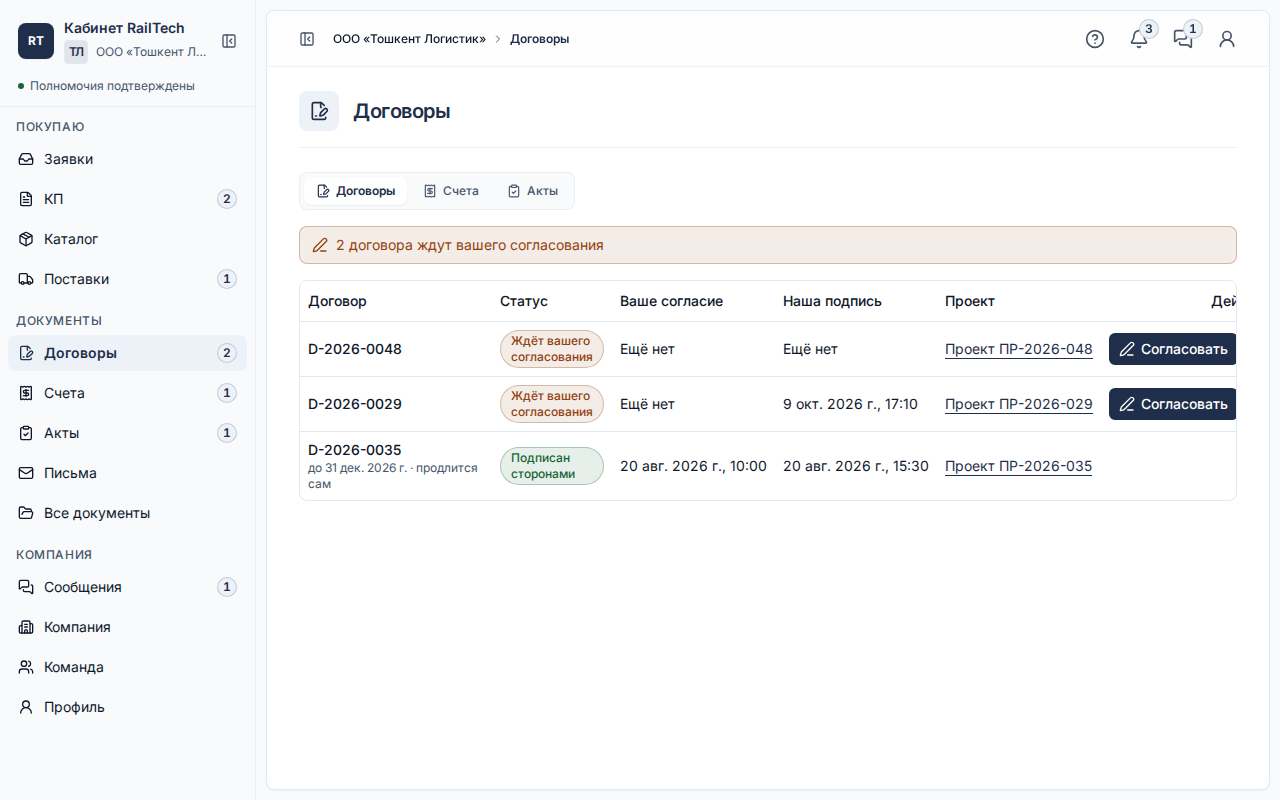 RT
Кабинет RailTech
ТЛ ООО «Тошкент Л...
Полномочия подтверждены
ПОКУПАЮ
Заявки
КП 2
Каталог
Поставки 1
ДОКУМЕНТЫ
Договоры 2
Счета 1
Акты 1
Письма
Все документы
КОМПАНИЯ
Сообщения 1
Компания
Команда
Профиль
ООО «Тошкент Логистик» › Договоры
3 1
Договоры
Договоры Счета Акты
2 договора ждут вашего согласования
Договор Статус Ваше согласие Наша подпись Проект Дей
D-2026-0048 Ждёт вашего согласования Ещё нет Ещё нет Проект ПР-2026-048 Согласовать
D-2026-0029 Ждёт вашего согласования Ещё нет 9 окт. 2026 г., 17:10 Проект ПР-2026-029 Согласовать
D-2026-0035
до 31 дек. 2026 г. · продлится
сам
Подписан
сторонами
20 авг. 2026 г., 10:00 20 авг. 2026 г., 15:30 Проект ПР-2026-035